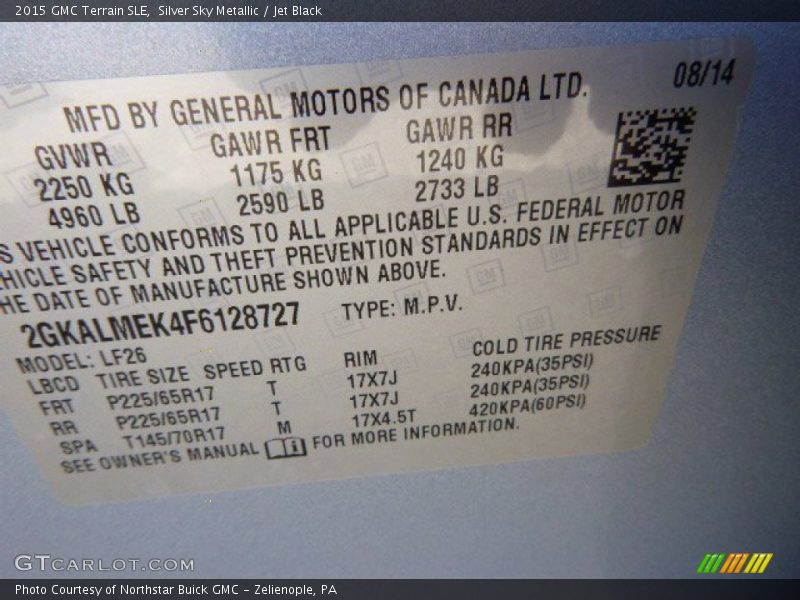 2015 GMC Terrain SLE, Silver Sky Metallic / Jet Black
08/14
MFD BY GENERAL MOTORS OF CANADA LTD.
GVWR GAWR FRT GAWR RR
2250 KG 1175 KG 1240 KG
4960 LB 2590 LB 2733 LB
S VEHICLE CONFORMS TO ALL APPLICABLE U.S. FEDERAL MOTOR
HICLE SAFETY AND THEFT PREVENTION STANDARDS IN EFFECT ON
HE DATE OF MANUFACTURE SHOWN ABOVE.
2GKALMEK4F6128727 TYPE: M.P.V.
MODEL: LF26
LBCD TIRE SIZE SPEED RTG RIM COLD TIRE PRESSURE
FRT P225/65R17 T 17X7J 240KPA(35PSI)
RR P225/65R17 T 17X7J 240KPA(35PSI)
SPA T145/70R17 M 17X4.5T 420KPA(60PSI)
SEE OWNER'S MANUAL FOR MORE INFORMATION.
GTCARLOT.COM
Photo Courtesy of Northstar Buick GMC - Zelienople, PA